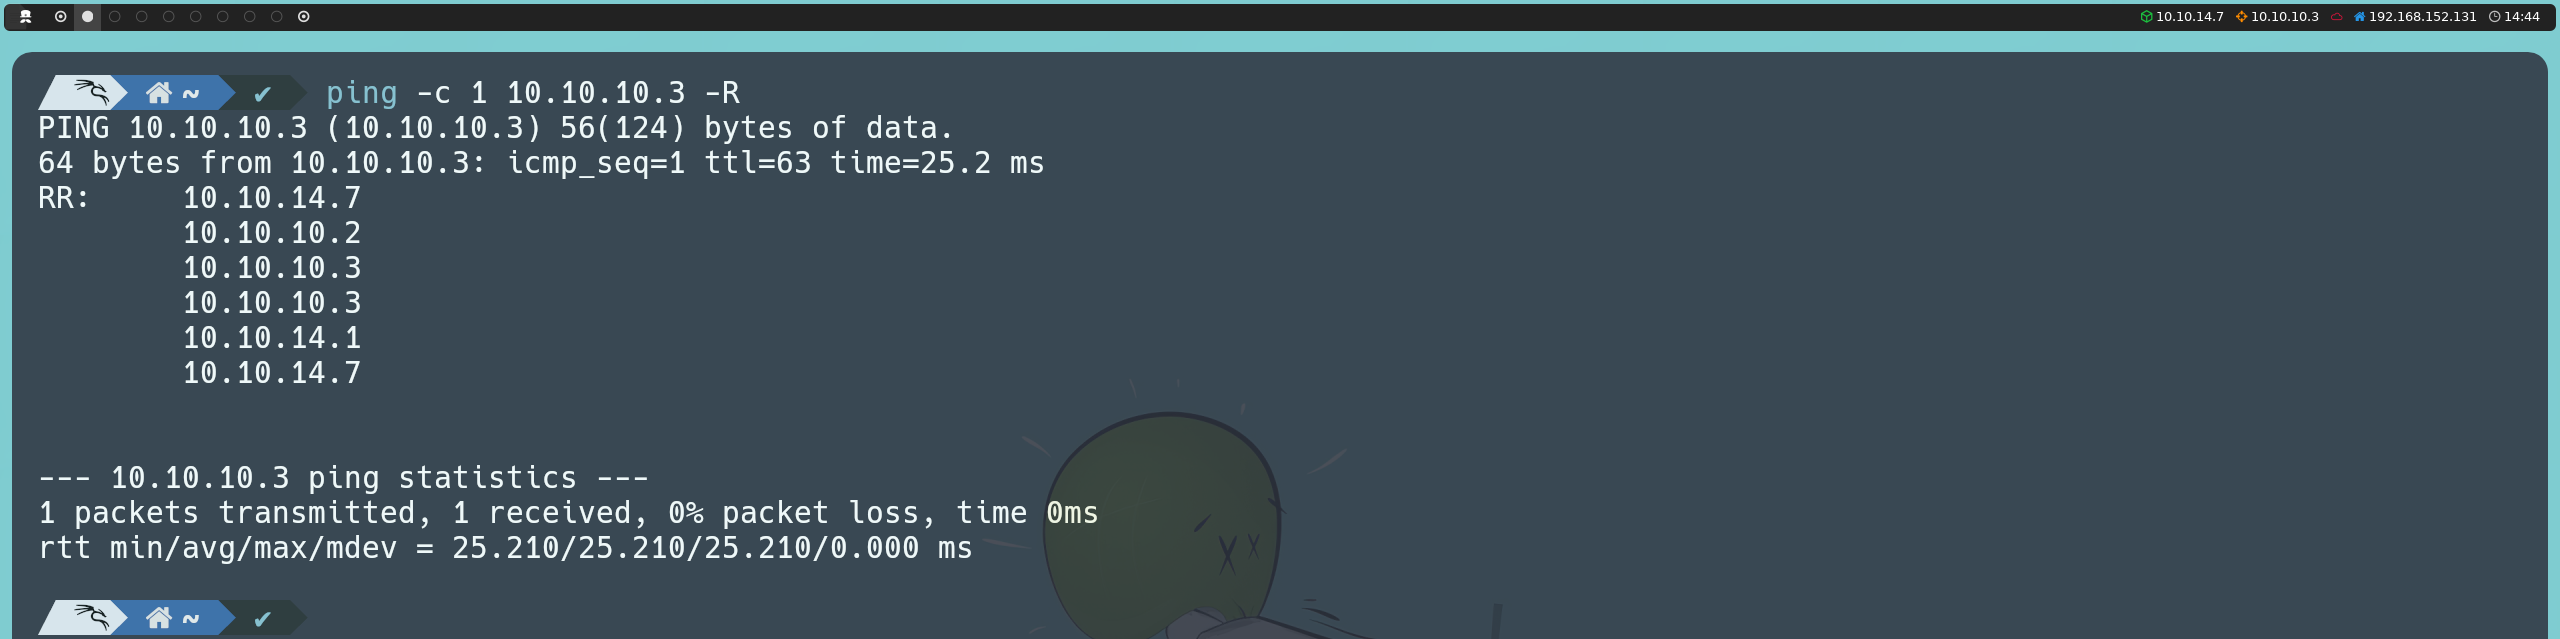 10.10.14.7 10.10.10.3 192.168.152.131 14:44
~ ✔ ping -c 1 10.10.10.3 -R
PING 10.10.10.3 (10.10.10.3) 56(124) bytes of data.
64 bytes from 10.10.10.3: icmp_seq=1 ttl=63 time=25.2 ms
RR: 10.10.14.7
10.10.10.2
10.10.10.3
10.10.10.3
10.10.14.1
10.10.14.7
--- 10.10.10.3 ping statistics ---
1 packets transmitted, 1 received, 0% packet loss, time 0ms
rtt min/avg/max/mdev = 25.210/25.210/25.210/0.000 ms
~ ✔